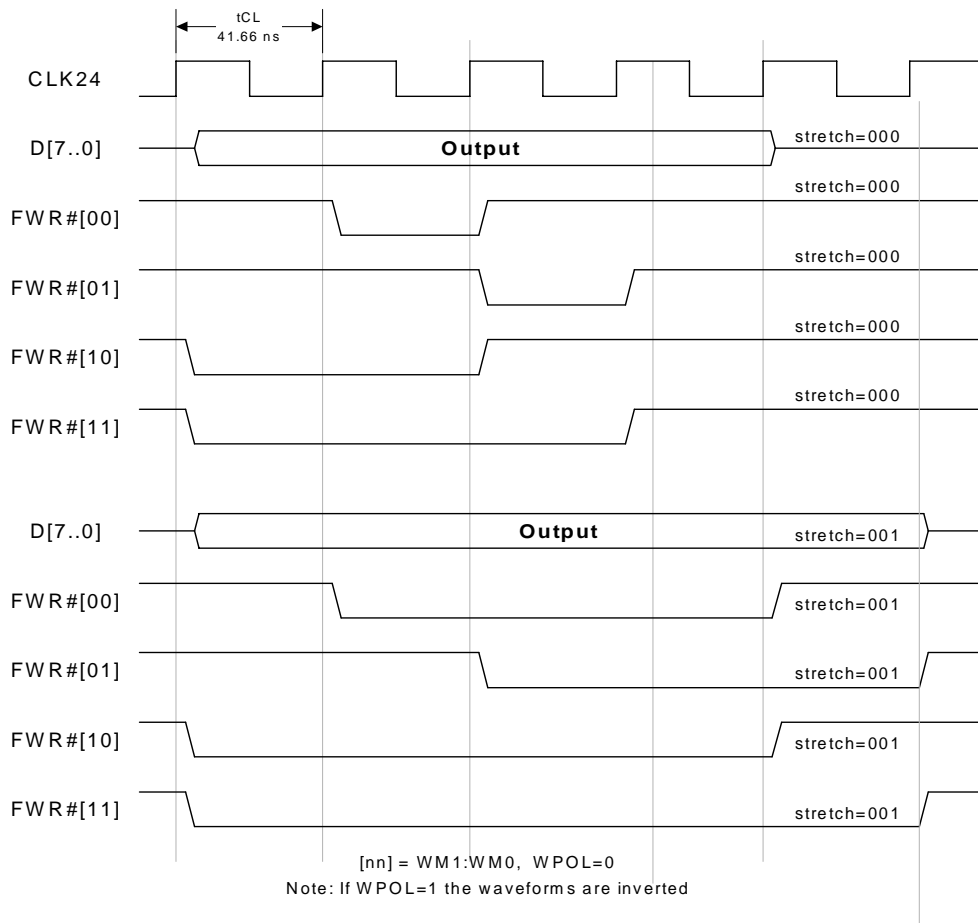 tCL
41.66 ns
CLK24
D[7..0]
Output
stretch=000
FWR#[00]
stretch=000
FWR#[01]
stretch=000
FWR#[10]
stretch=000
FWR#[11]
stretch=000
D[7..0]
Output
stretch=001
FWR#[00]
stretch=001
FWR#[01]
stretch=001
FWR#[10]
stretch=001
FWR#[11]
stretch=001
[nn] = WM1:WM0, WPOL=0
Note: If WPOL=1 the waveforms are inverted